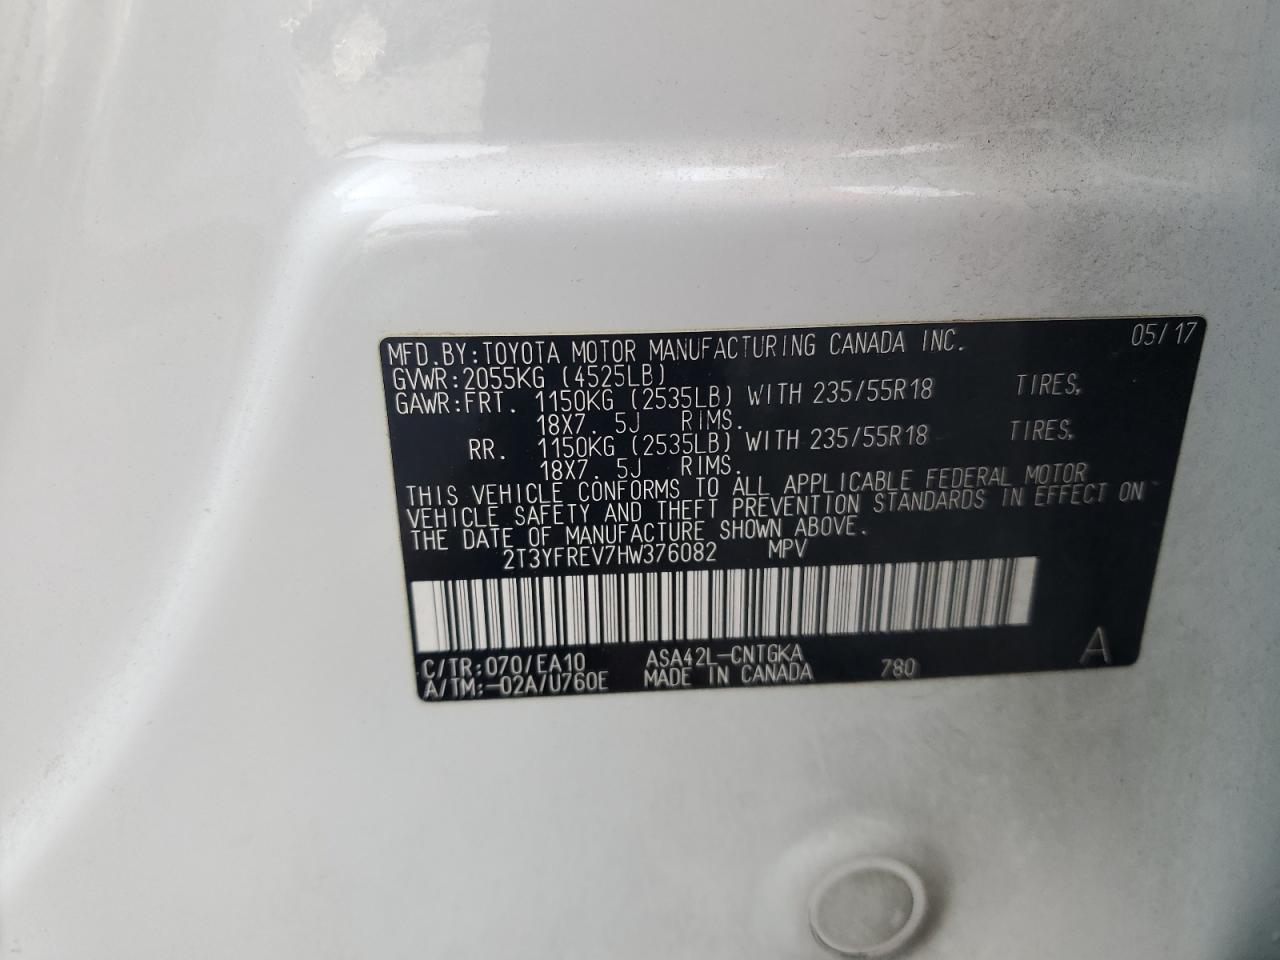 MFD.BY:TOYOTA MOTOR MANUFACTURING CANADA INC. 05/17
GVWR:2055KG (4525LB)
GAWR:FRT. 1150KG (2535LB) WITH 235/55R18 TIRES,
18X7. 5J RIMS.
RR. 1150KG (2535LB) WITH 235/55R18 TIRES,
18X7. 5J RIMS.
THIS VEHICLE CONFORMS TO ALL APPLICABLE FEDERAL MOTOR
VEHICLE SAFETY AND THEFT PREVENTION STANDARDS IN EFFECT ON
THE DATE OF MANUFACTURE SHOWN ABOVE.
2T3YFREV7HW376082 MPV
C/TR:070/EA10 ASA42L-CNTGKA 780 A
A/TM:-02A/U760E MADE IN CANADA